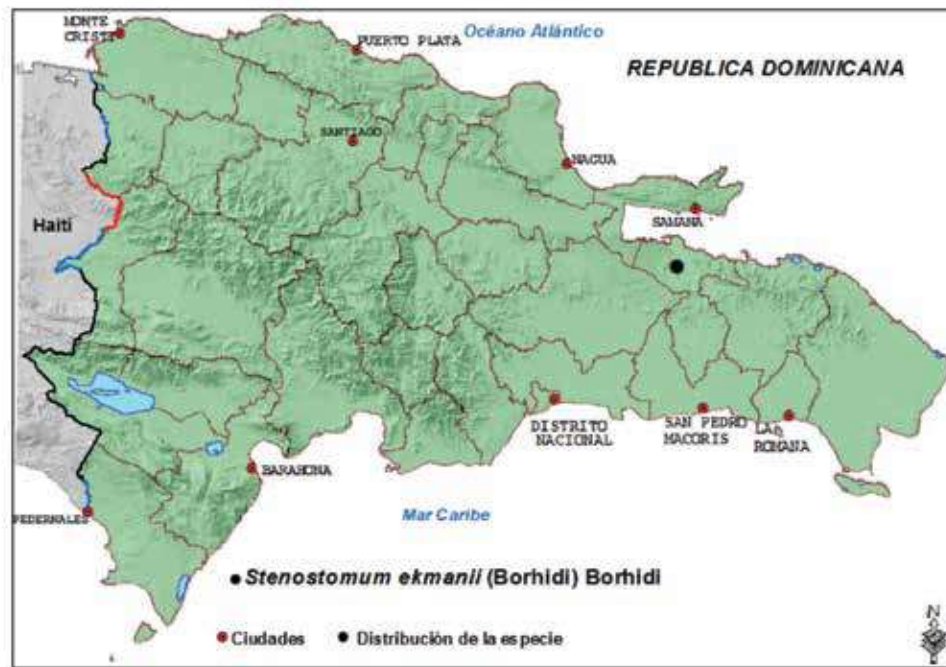 MONTE
CRISTI
PUERTO PLATA
Océano Atlántico
REPUBLICA DOMINICANA
SANTIAGO
NAGUA
SAMANA
Haití
DISTRITO
NACIONAL
SAN PEDRO
MACORIS
LA
ROMANA
BARAHONA
PEDERNALES
Mar Caribe
Stenostomum ekmanii (Borhidi) Borhidi
Ciudades
Distribución de la especie
N